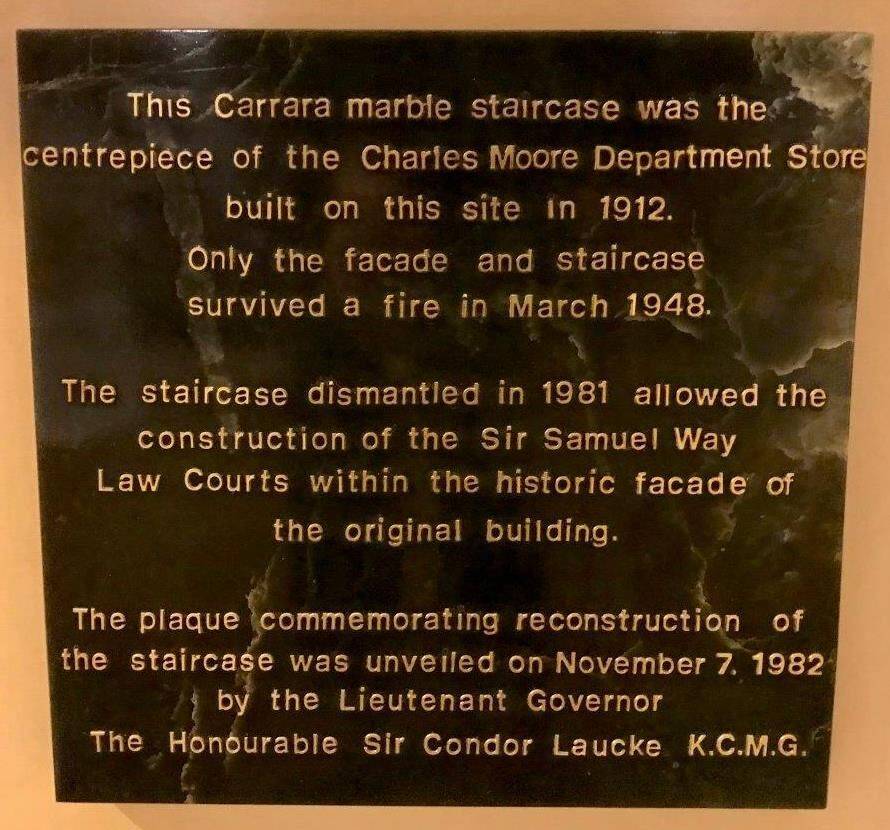 This Carrara marble staircase was the
centrepiece of the Charles Moore Department Store
built on this site in 1912.
Only the facade and staircase
survived a fire in March 1948.
The staircase dismantled in 1981 allowed the
construction of the Sir Samuel Way
Law Courts within the historic facade of
the original building.
The plaque commemorating reconstruction of
the staircase was unveiled on November 7. 1982
by the Lieutenant Governor
The Honourable Sir Condor Laucke K.C.M.G.